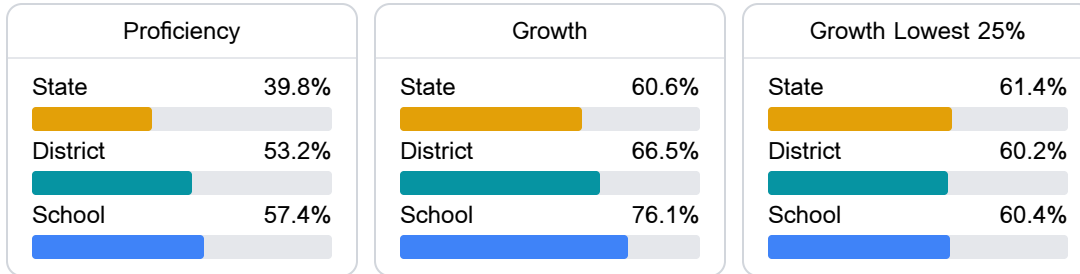 Proficiency
State 39.8%
District 53.2%
School 57.4%
Growth
State 60.6%
District 66.5%
School 76.1%
Growth Lowest 25%
State 61.4%
District 60.2%
School 60.4%